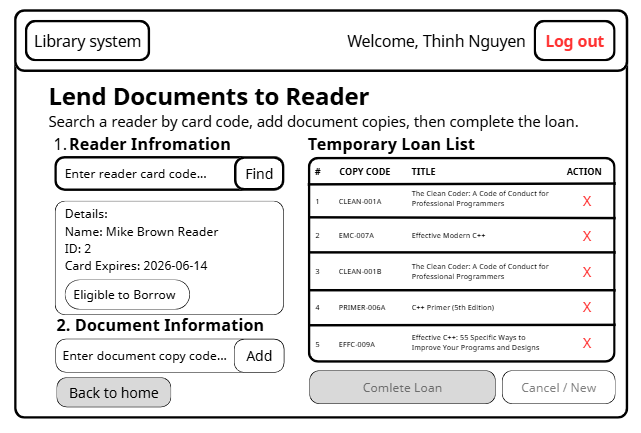 Library system
Welcome, Thinh Nguyen
Log out
Lend Documents to Reader
Search a reader by card code, add document copies, then complete the loan.
1. Reader Infromation
Enter reader card code...
Find
Details:
Name: Mike Brown Reader
ID: 2
Card Expires: 2026-06-14
Eligible to Borrow
2. Document Information
Enter document copy code...
Add
Back to home
Temporary Loan List
# COPY CODE TITLE ACTION
1 CLEAN-001A The Clean Coder: A Code of Conduct for
Professional Programmers X
2 EMC-007A Effective Modern C++ X
3 CLEAN-001B The Clean Coder: A Code of Conduct for
Professional Programmers X
4 PRIMER-006A C++ Primer (5th Edition) X
5 EFFC-009A Effective C++: 55 Specific Ways to
Improve Your Programs and Designs X
Comlete Loan
Cancel / New